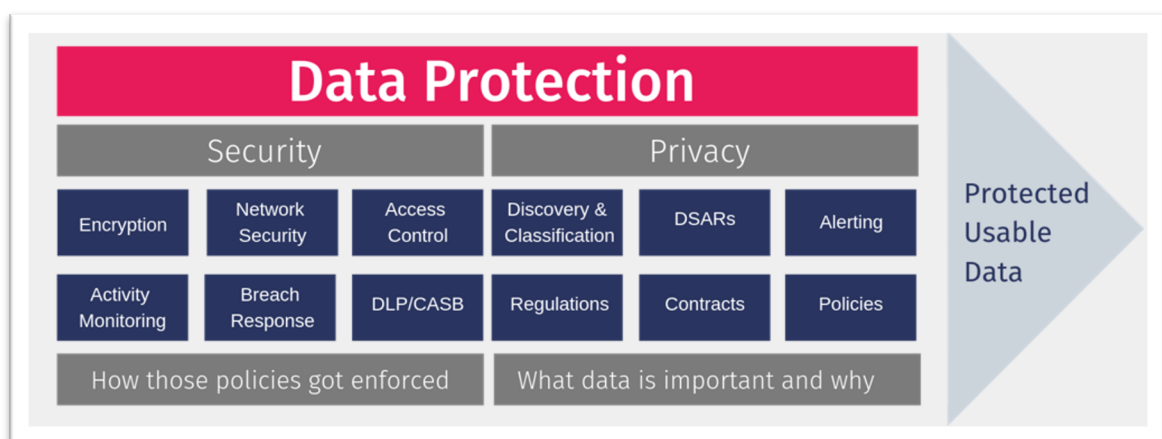 Data Protection
Security
Privacy
Encryption
Network
Security
Access
Control
Discovery &
Classification
DSARs
Alerting
Activity
Monitoring
Breach
Response
DLP/CASB
Regulations
Contracts
Policies
How those policies got enforced
What data is important and why
Protected
Usable
Data